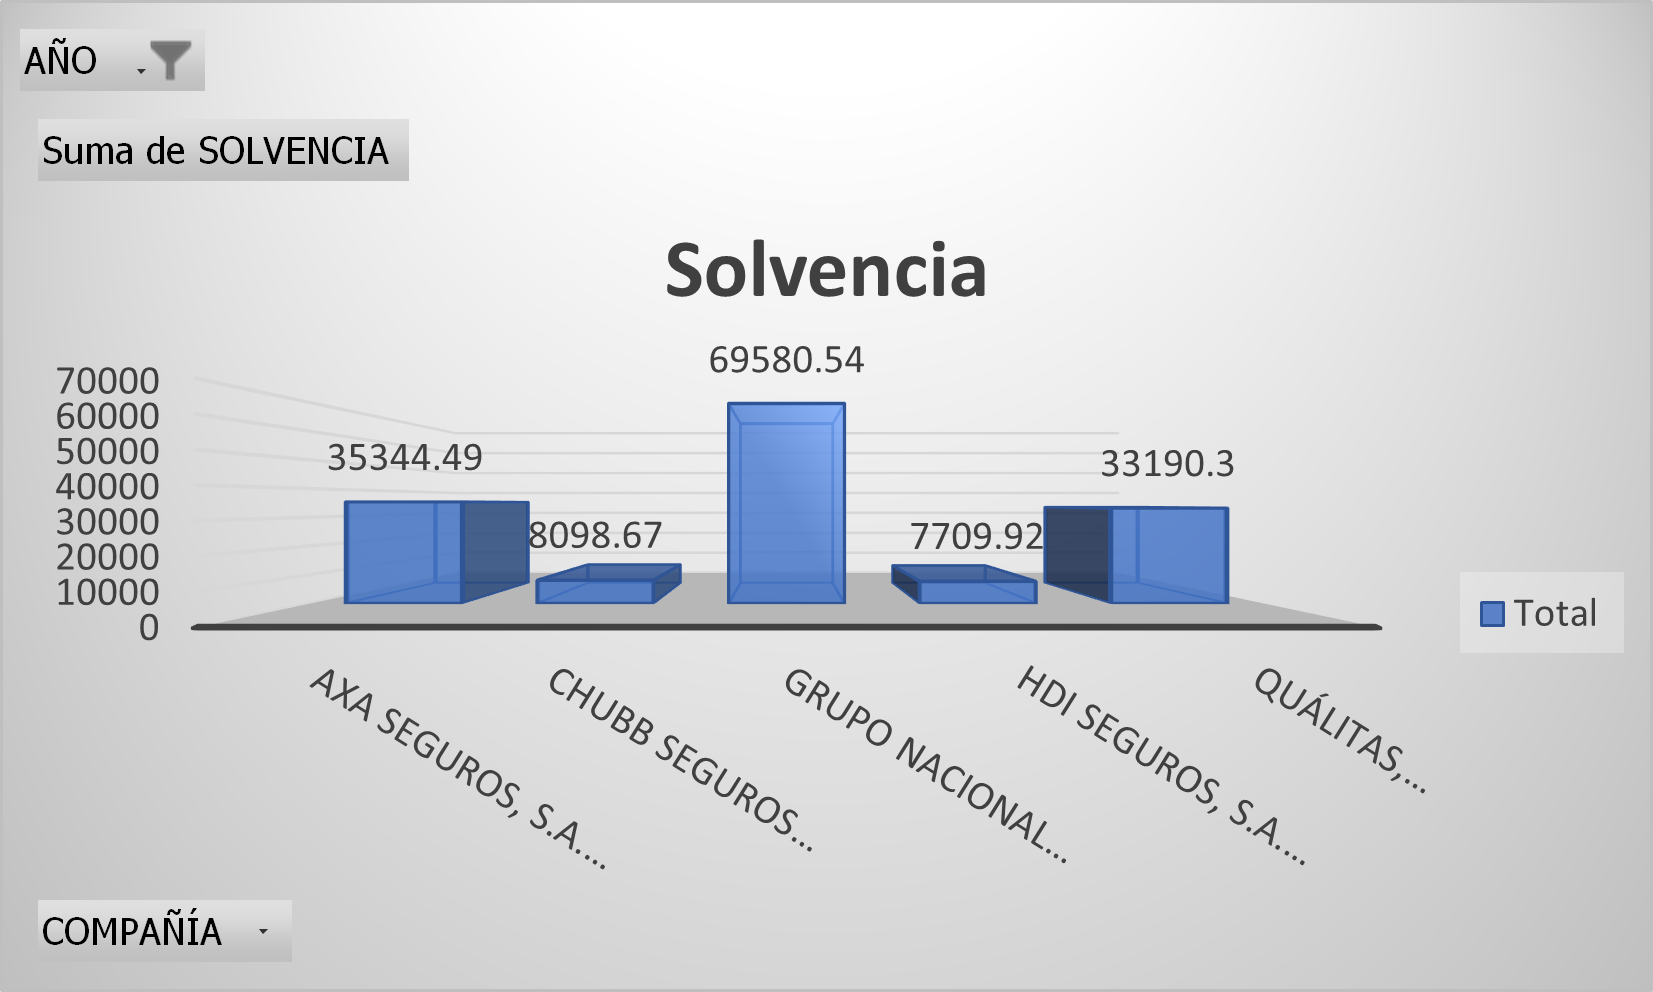 AÑO
Suma de SOLVENCIA
Solvencia
70000
60000
50000
40000
30000
20000
10000
0
35344.49
8098.67
69580.54
7709.92
33190.3
AXA SEGUROS, S.A....
CHUBB SEGUROS...
GRUPO NACIONAL...
HDI SEGUROS, S.A....
QUÁLITAS,...
Total
COMPAÑÍA